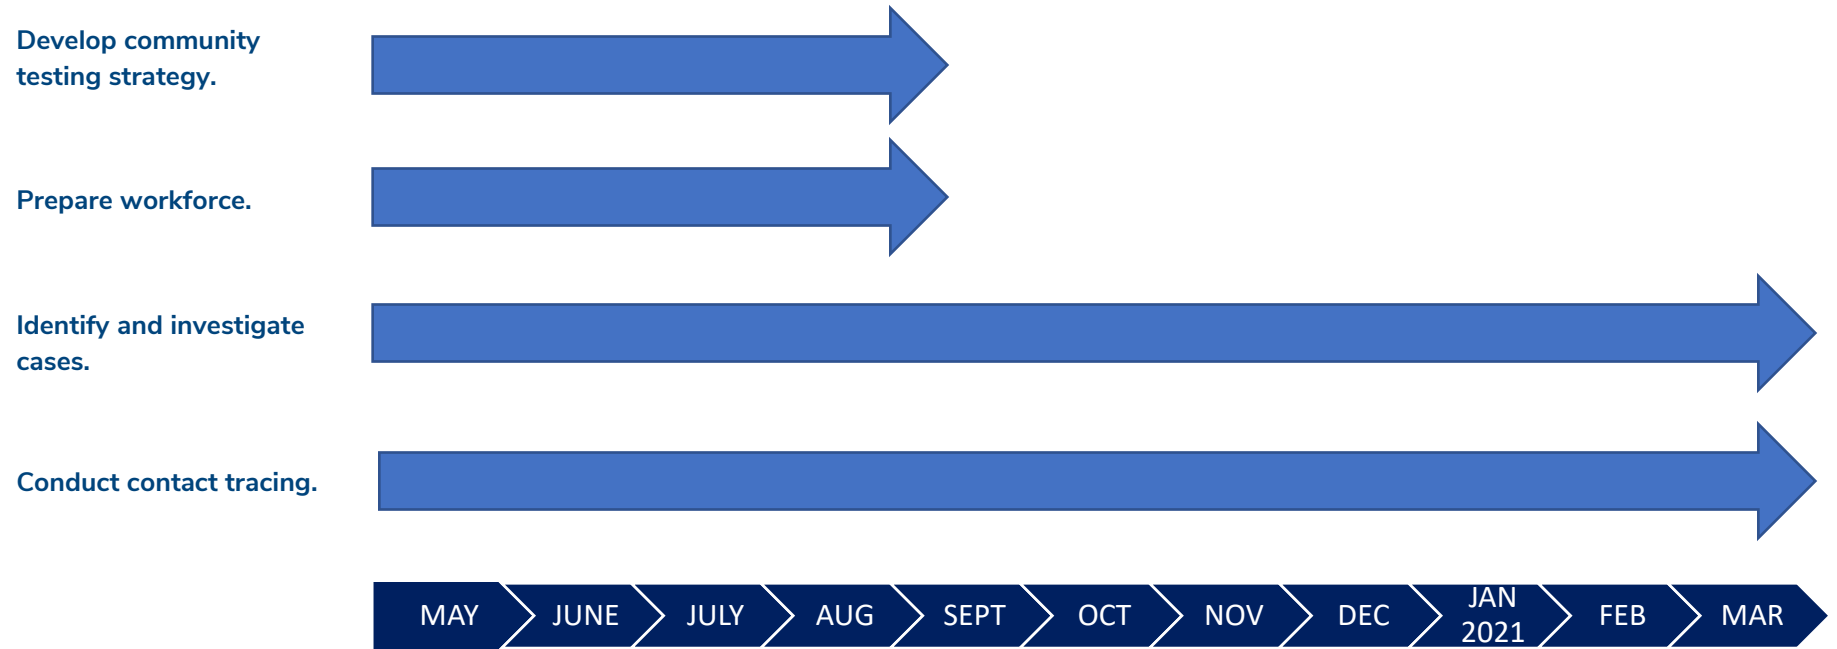 Develop community
testing strategy.
Prepare workforce.
Identify and investigate
cases.
Conduct contact tracing.
MAY JUNE JULY AUG SEPT OCT NOV DEC JAN 2021 FEB MAR